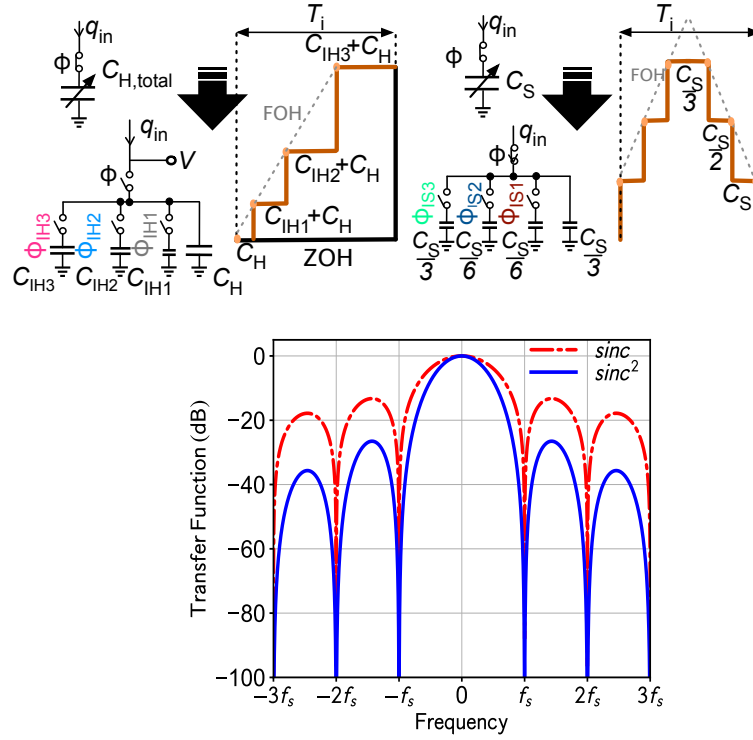 q_in
Φ
C_H,total
q_in
V
Φ
Φ_IH3
Φ_IH2
Φ_IH1
C_IH3
C_IH2
C_IH1
C_H
T_i
C_IH3+C_H
FOH
C_IH2+C_H
C_IH1+C_H
C_H
ZOH
q_in
Φ
C_S
q_in
Φ
Φ_IS3
Φ_IS2
Φ_IS1
C_S/3
C_S/6
C_S/6
C_S/3
T_i
FOH
C_S/3
C_S/2
C_S
sinc
sinc²
Transfer Function (dB)
0
−20
−40
−60
−80
−100
−3f_s
−2f_s
−f_s
0
f_s
2f_s
3f_s
Frequency